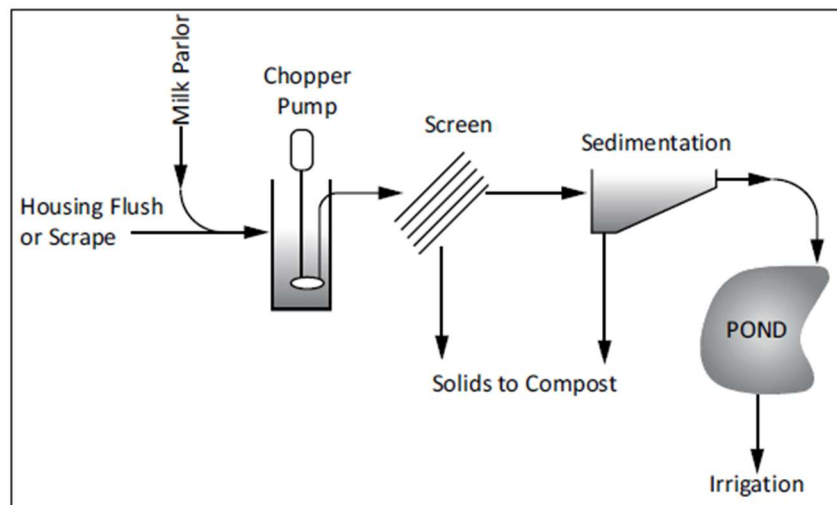 Milk Parlor
Chopper
Pump
Screen
Sedimentation
Housing Flush
or Scrape
POND
Solids to Compost
Irrigation